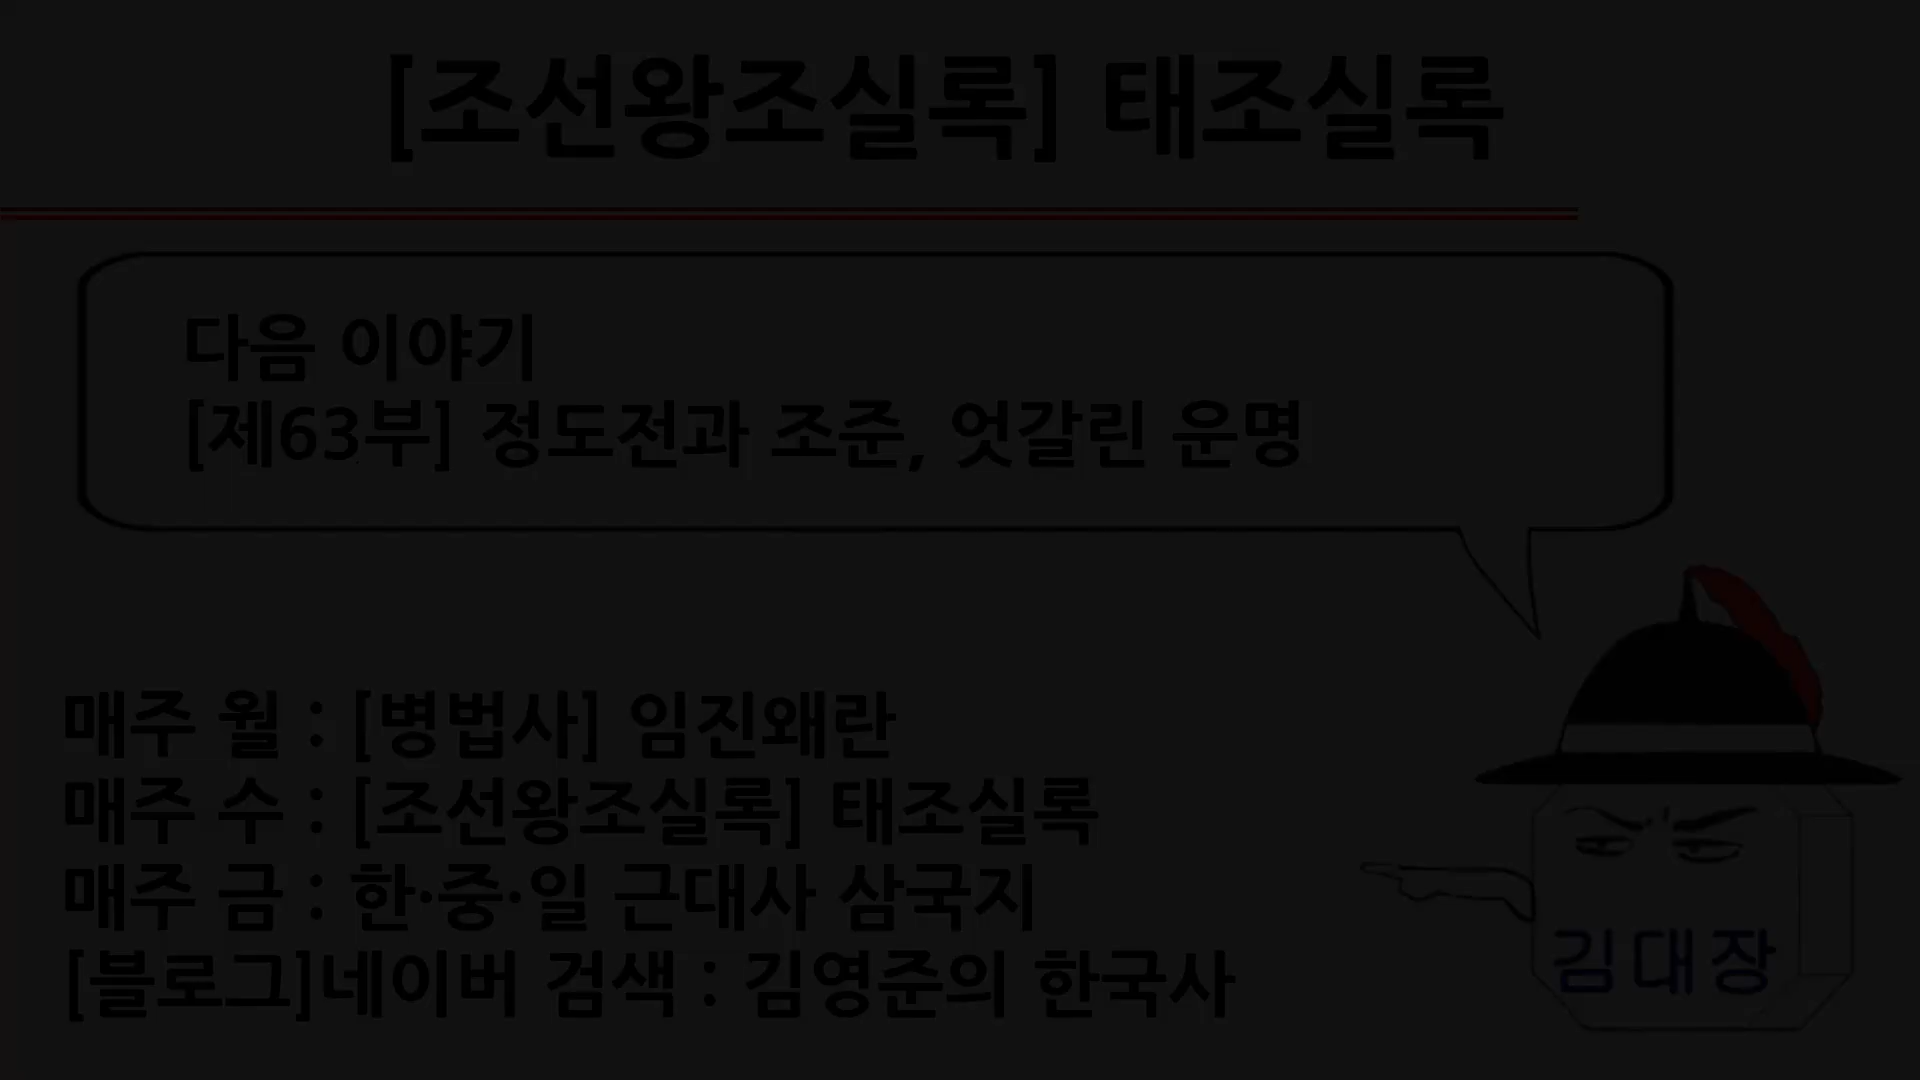 [조선왕조실록] 태조실록
다음 이야기
[제63부] 정도전과 조준, 엇갈린 운명
매주 월 : [병법사] 임진왜란
매주 수 : [조선왕조실록] 태조실록
매주 금 : 한·중·일 근대사 삼국지
[블로그]네이버 검색 : 김영준의 한국사
김대장